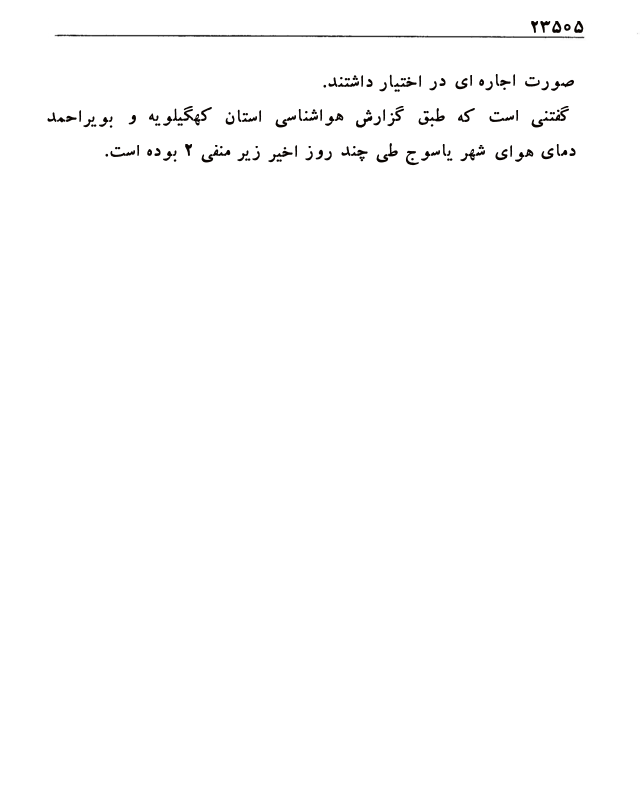 ۲۳۵۰۵
صورت اجاره ای در اختیار داشتند.
گفتنی است که طبق گزارش هواشناسی استان کهگیلویه و بویراحمد
دمای هوای شهر یاسوج طی چند روز اخیر زیر منفی ۲ بوده است.